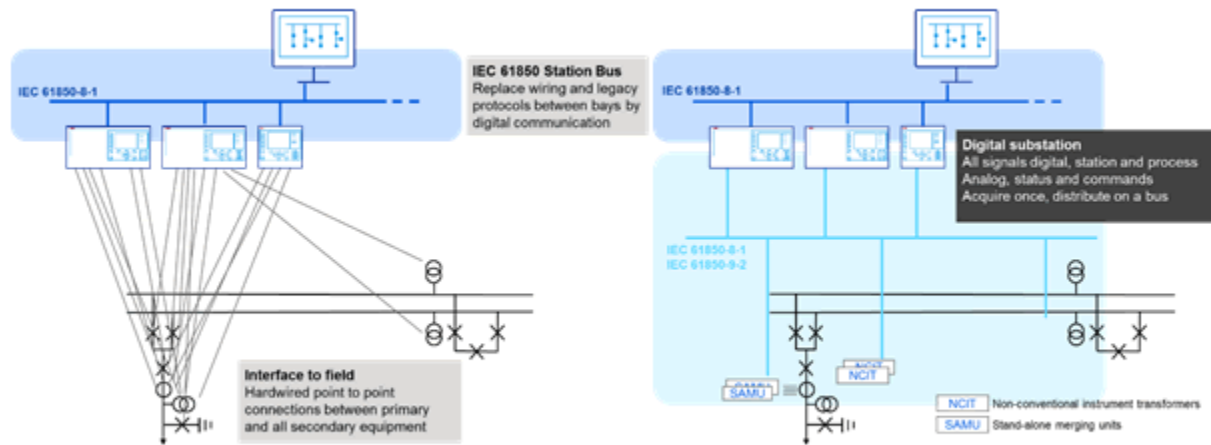 IEC 61850-8-1
IEC 61850 Station Bus
Replace wiring and legacy
protocols between bays by
digital communication
Interface to field
Hardwired point to point
connections between primary
and all secondary equipment
IEC 61850-8-1
Digital substation
All signals digital, station and process
Analog, status and commands
Acquire once, distribute on a bus
IEC 61850-8-1
IEC 61850-9-2
SAMU
SAMU
NCIT
NCIT
NCIT Non-conventional instrument transformers
SAMU Stand-alone merging units